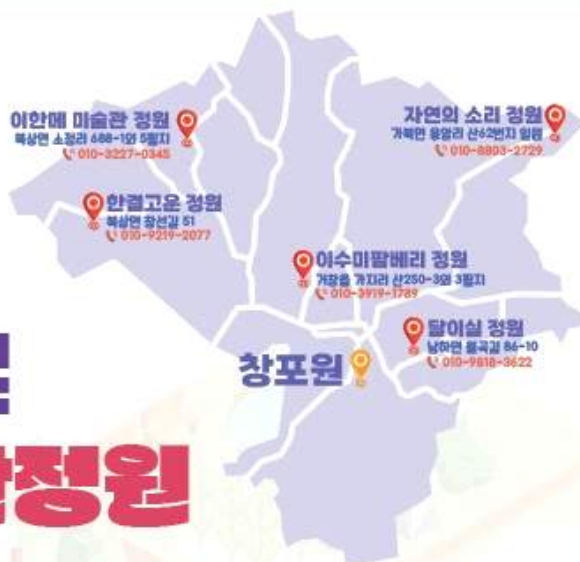 이한메 미술관 정원
북상면 소정리 688-1외 5필지
010-3227-0345
자연의 소리 정원
가북면 용암리 산62번지 일원
010-8803-2729
한결고운 정원
북상면 창선길 51
010-9219-2077
이수미팜베리 정원
거창읍 가지리 산250-3외 3필지
010-3919-1789
달이실 정원
남하면 월곡길 86-10
010-9818-3622
창포원
정원